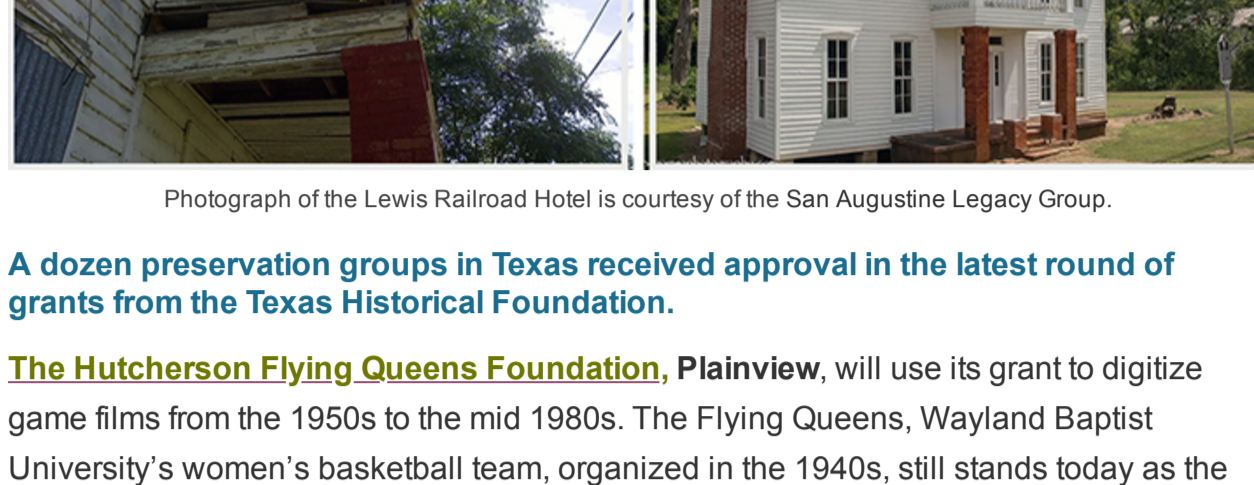 Photograph of the Lewis Railroad Hotel is courtesy of the San Augustine Legacy Group.
A dozen preservation groups in Texas received approval in the latest round of
grants from the Texas Historical Foundation.
The Hutcherson Flying Queens Foundation, Plainview, will use its grant to digitize
game films from the 1950s to the mid 1980s. The Flying Queens, Wayland Baptist
University’s women’s basketball team, organized in the 1940s, still stands today as the